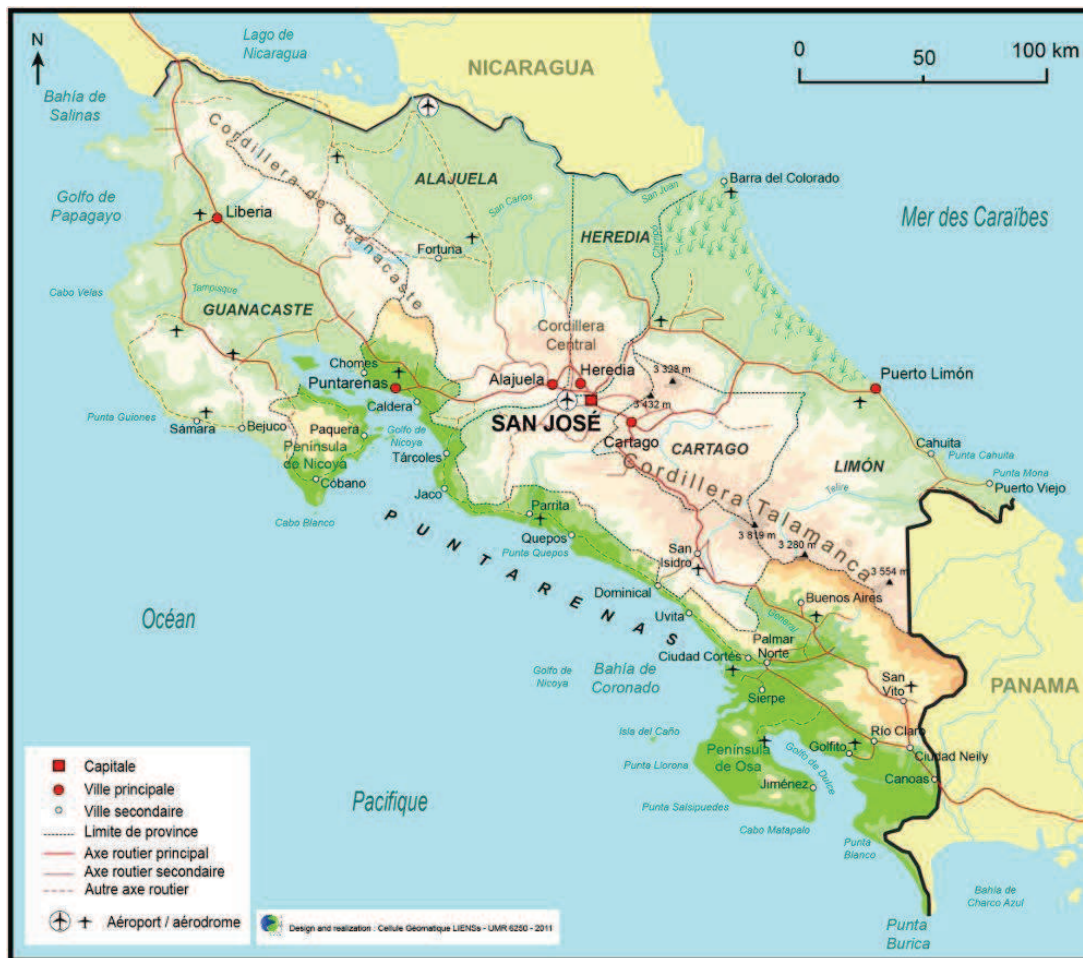 N
Lago de
Nicaragua
NICARAGUA
0
50
100 km
Bahía de
Salinas
Cordillera de Guanacaste
ALAJUELA
San Carlos
San Juan
Barra del Colorado
Golfo de
Papagayo
Liberia
Mer des Caraïbes
HEREDIA
Chirripo
Fortuna
Cabo Velas
Tampisque
GUANACASTE
Cordillera
Central
Chomes
Puntarenas
Alajuela
Heredia
3 328 m
Puerto Limón
Caldera
3 432 m
SAN JOSÉ
Punta Guiones
Sámara
Bejuco
Paquera
Golfo de
Nicoya
Cartago
CARTAGO
Península
de Nicoya
Tárcoles
Cahuita
Punta Cahuita
LIMÓN
Punta Mona
Puerto Viejo
Cobano
Jaco
Cordillera Talamanca
Telire
Cabo Blanco
Parrita
Quepos
Punta Quepos
3 819 m
3 280 m
San
Isidro
3 554 m
PUNTARENAS
Dominical
Buenos Aires
Uvita
General
Océan
Palmar
Norte
Ciudad Cortés
Golfo de
Nicoya
Bahía de
Coronado
Sierpe
San
Vito
PANAMA
Isla del Caño
Río Claro
Península
de Osa
Golfo de Dulce
Golfito
Ciudad Neily
Punta Llorona
Jiménez
Canoas
Pacifique
Punta Salsipuedes
Cabo Matapalo
Punta
Blanco
Bahía de
Charco Azul
Punta
Burica
Capitale
Ville principale
Ville secondaire
Limite de province
Axe routier principal
Axe routier secondaire
Autre axe routier
Aéroport / aérodrome
Design and realization : Cellule Géomatique LIENSs - UMR 6250 - 2011